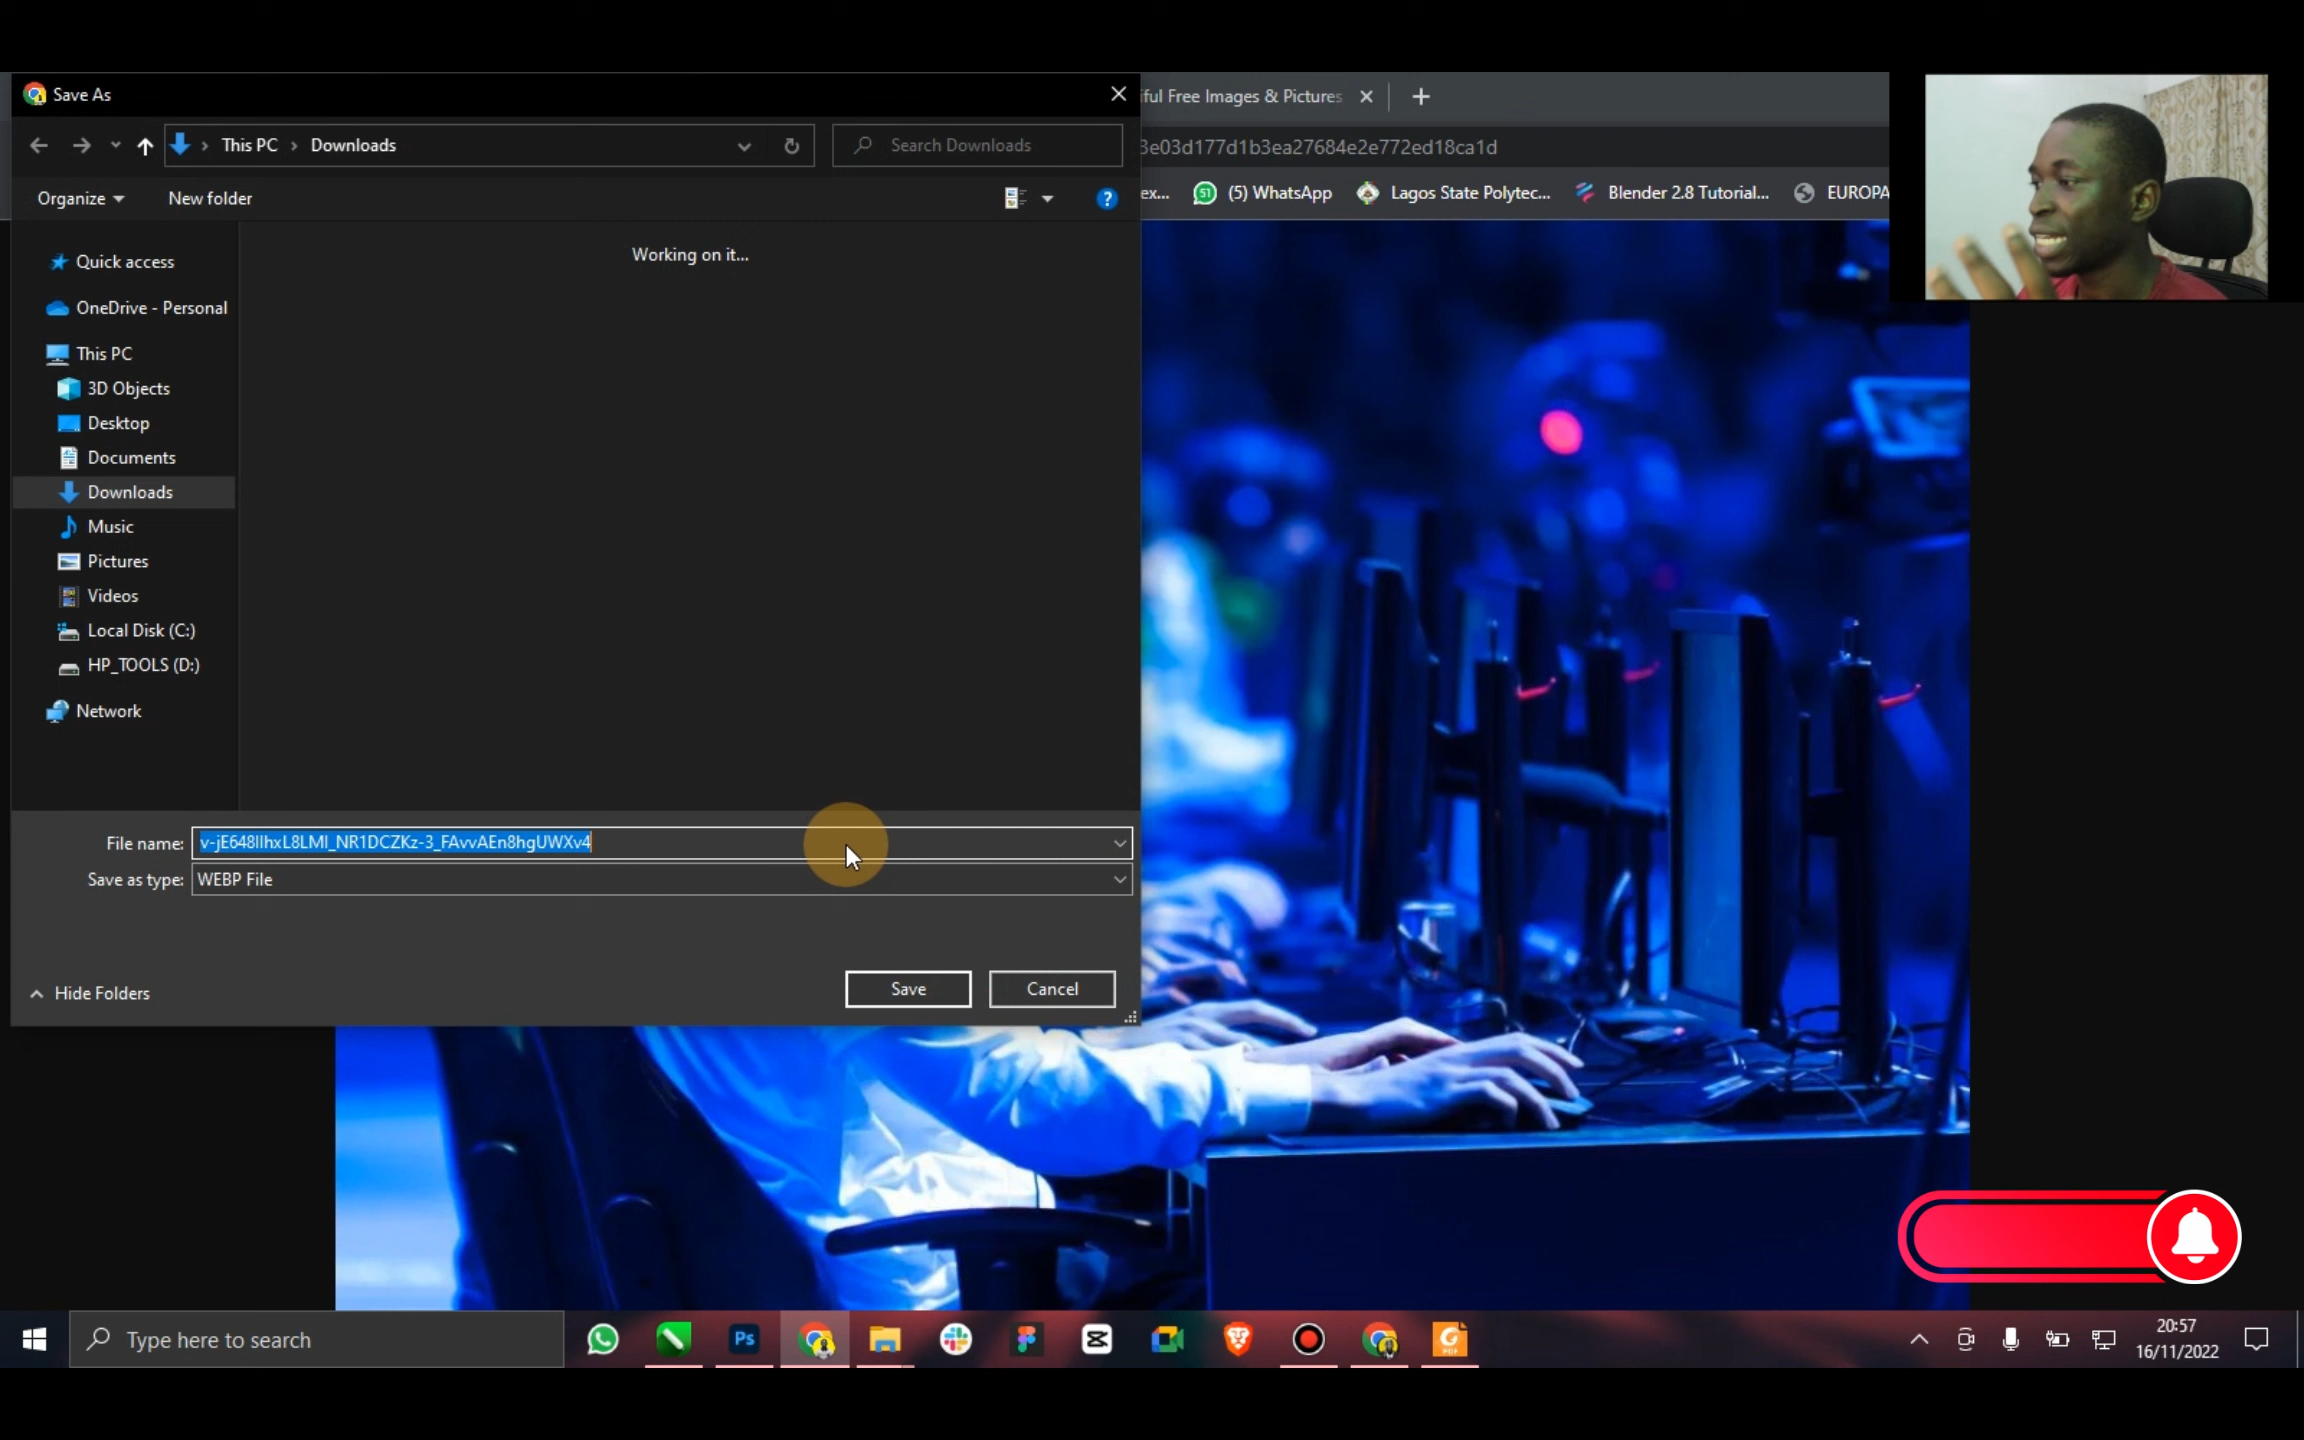 Save As
ful Free Images & Pictures
This PC
Downloads
Search Downloads
3e03d177d1b3ea27684e2e772ed18ca1d
Organize
New folder
ex...
(5) WhatsApp
Lagos State Polytec...
Blender 2.8 Tutorial...
EUROPA
Quick access
Working on it...
OneDrive - Personal
This PC
3D Objects
Desktop
Documents
Downloads
Music
Pictures
Videos
Local Disk (C:)
HP_TOOLS (D:)
Network
File name:
Save as type:
WEBP File
Hide Folders
Save
Cancel
Type here to search
Ps
20:57
16/11/2022